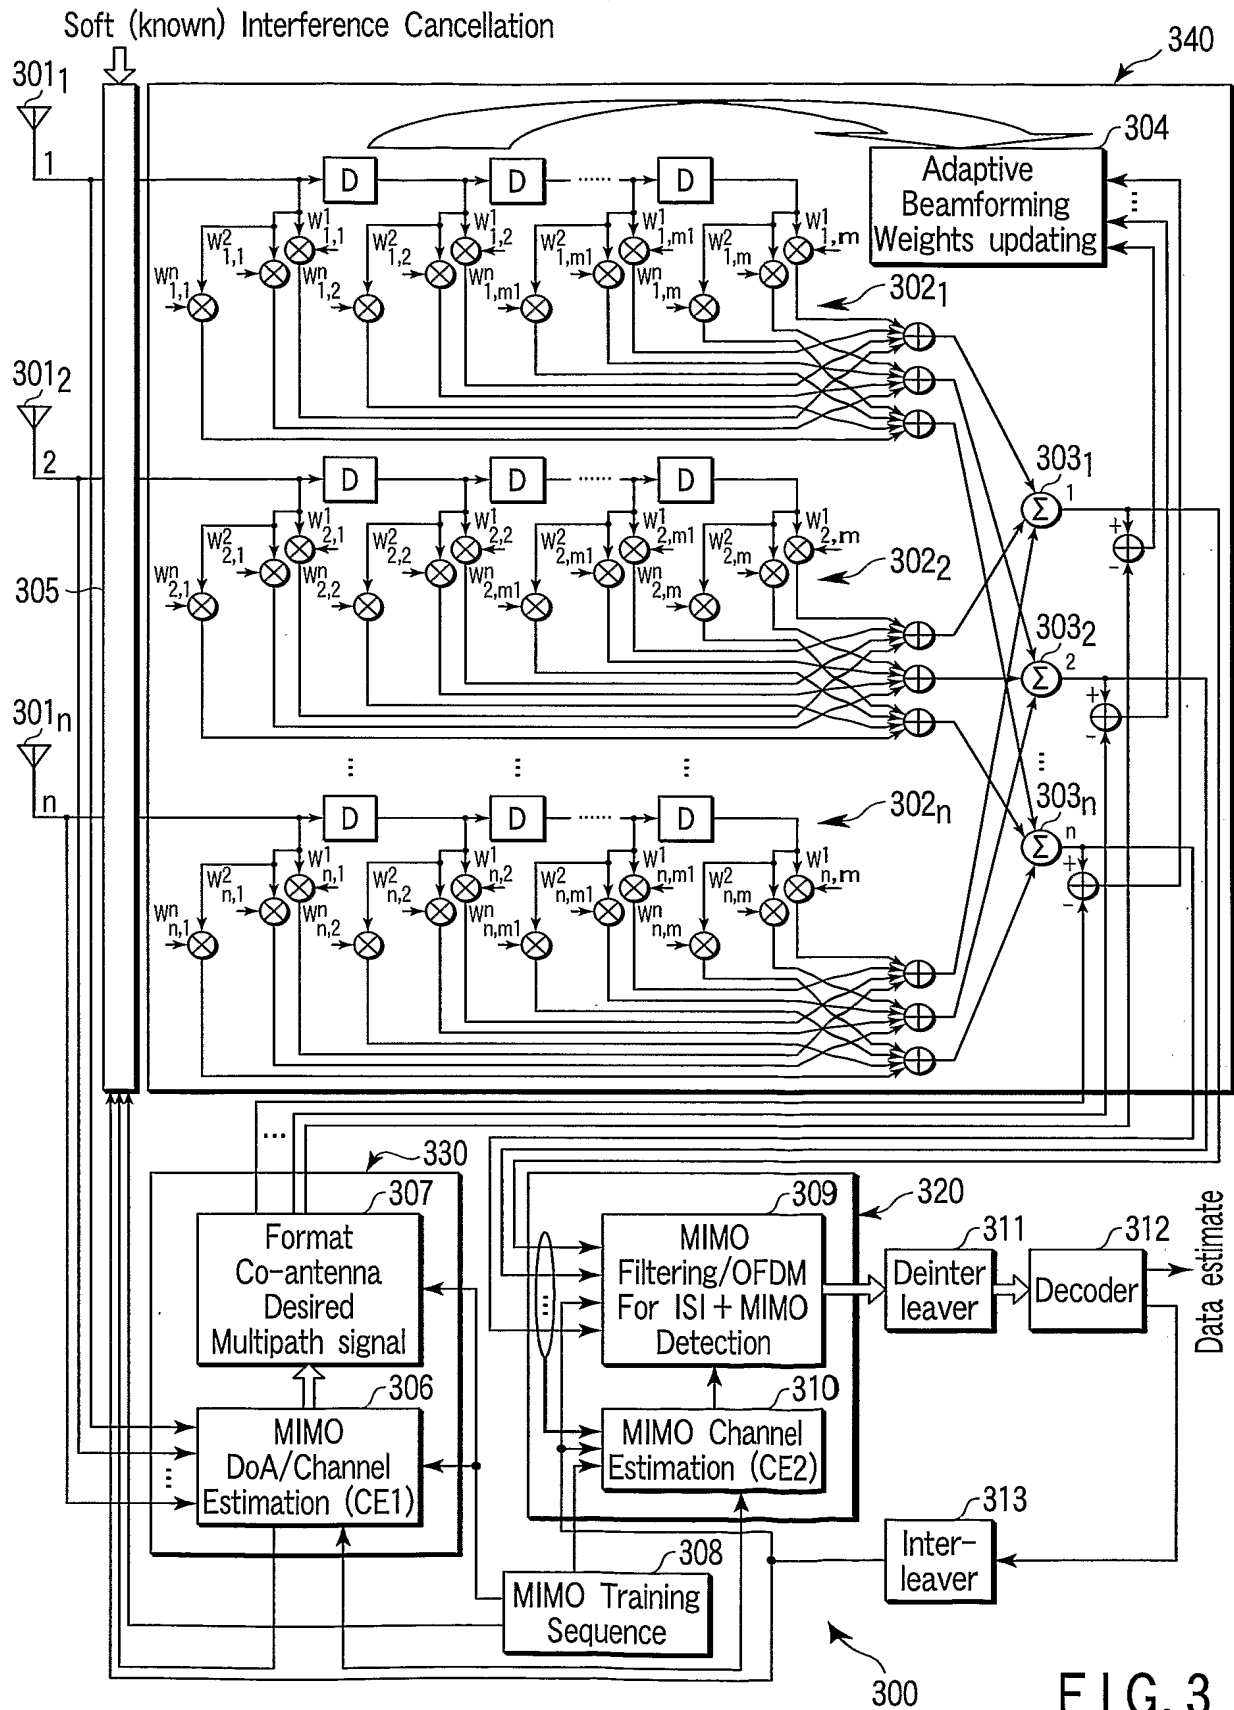 Soft (known) Interference Cancellation
340
301₁
1
D
D
......
D
304
Adaptive
Beamforming
Weights updating
⋮
W¹1,1
W²1,1
Wⁿ1,1
W¹1,2
W²1,2
Wⁿ1,2
W¹1,m1
W²1,m1
Wⁿ1,m1
W¹1,m
W²1,m
Wⁿ1,m
302₁
301₂
2
D
D
......
D
W¹2,1
W²2,1
Wⁿ2,1
W¹2,2
W²2,2
Wⁿ2,2
W¹2,m1
W²2,m1
Wⁿ2,m1
W¹2,m
W²2,m
Wⁿ2,m
302₂
303₁
Σ
1
+
-
305
303₂
Σ
2
+
-
301ₙ
n
⋮
⋮
⋮
D
D
......
D
302ₙ
⋮
303ₙ
Σ
n
+
-
W¹n,1
W²n,1
Wⁿn,1
W¹n,2
W²n,2
Wⁿn,2
W¹n,m1
W²n,m1
Wⁿn,m1
W¹n,m
W²n,m
Wⁿn,m
...
330
307
Format
Co-antenna
Desired
Multipath signal
306
MIMO
DoA/Channel
Estimation (CE1)
⋮
320
309
MIMO
Filtering/OFDM
For ISI + MIMO
Detection
⋮
310
MIMO Channel
Estimation (CE2)
311
Deinter
leaver
312
Decoder
Data estimate
313
Inter-
leaver
308
MIMO Training
Sequence
300
FIG. 3